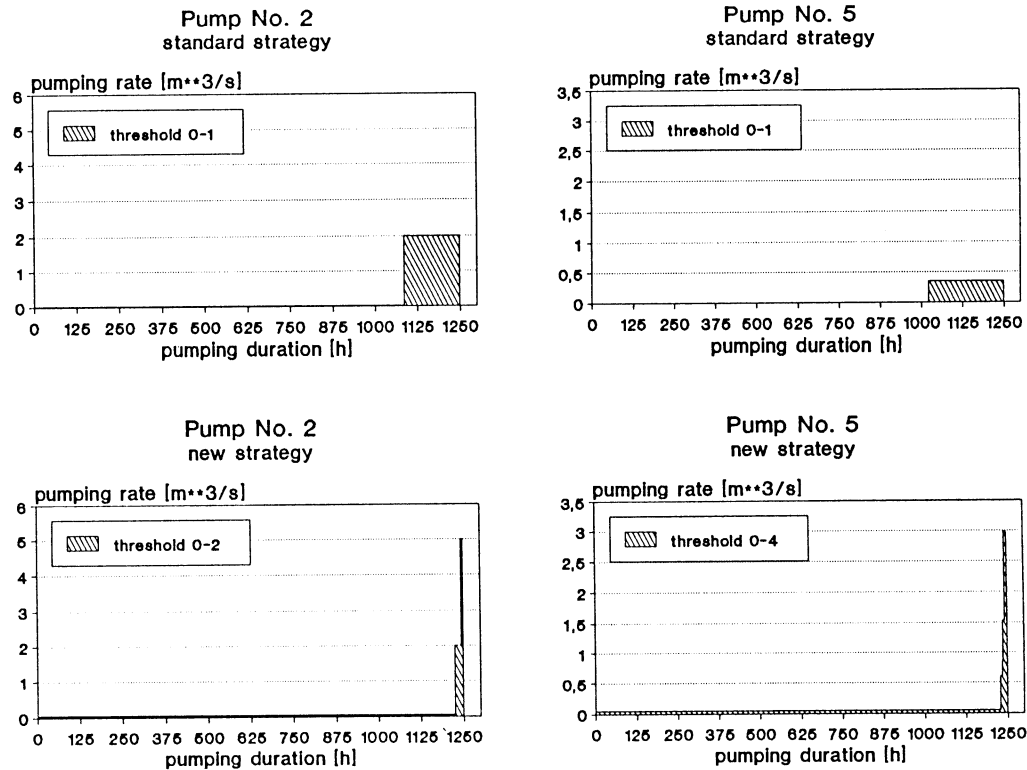 Pump No. 2
standard strategy
pumping rate [m**3/s]
6
5
4
3
2
1
0
threshold 0-1
0 125 250 375 500 625 750 875 1000 1125 1250
pumping duration [h]
Pump No. 5
standard strategy
pumping rate [m**3/s]
3,5
3
2,5
2
1,5
1
0,5
0
threshold 0-1
0 125 250 375 500 625 750 875 1000 1125 1250
pumping duration [h]
Pump No. 2
new strategy
pumping rate [m**3/s]
6
5
4
3
2
1
0
threshold 0-2
0 125 250 375 500 625 750 875 1000 1125 1250
pumping duration [h]
Pump No. 5
new strategy
pumping rate [m**3/s]
3,5
3
2,5
2
1,5
1
0,5
0
threshold 0-4
0 125 250 375 500 625 750 875 1000 1125 1250
pumping duration [h]